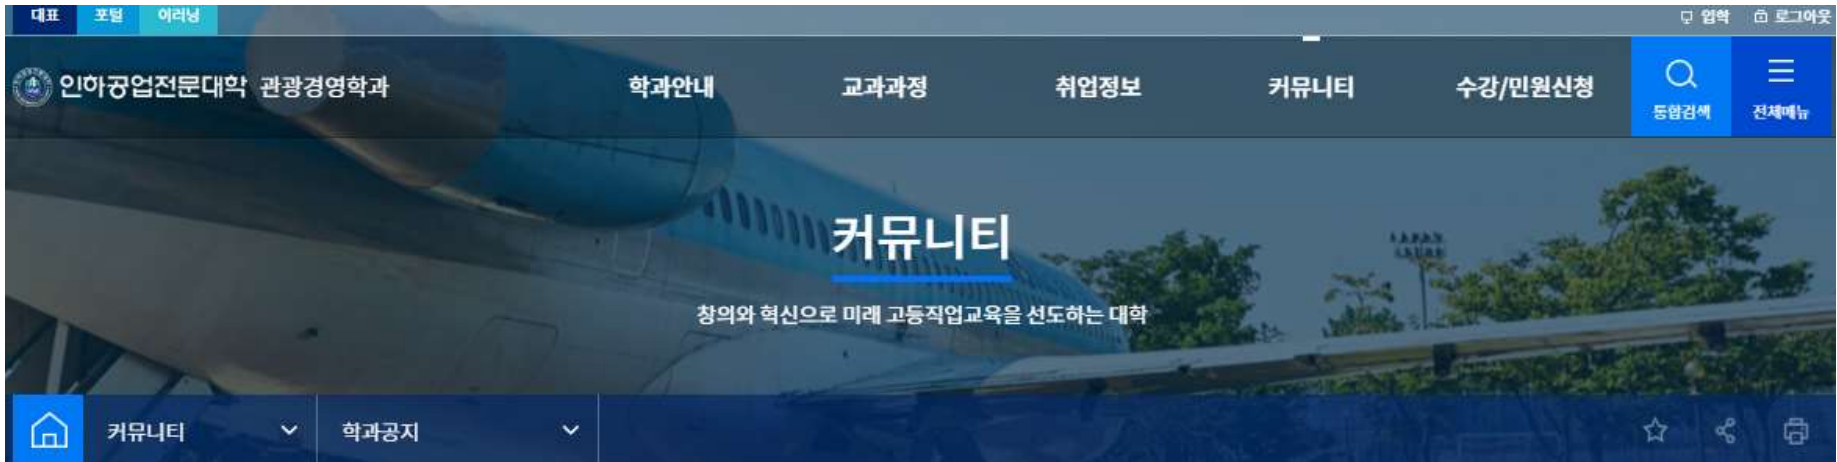 대표 포털 이러닝 입학 로그아웃
인하공업전문대학 관광경영학과 학과안내 교과과정 취업정보 커뮤니티 수강/민원신청 통합검색 전체메뉴
커뮤니티
창의와 혁신으로 미래 고등직업교육을 선도하는 대학
커뮤니티 학과공지